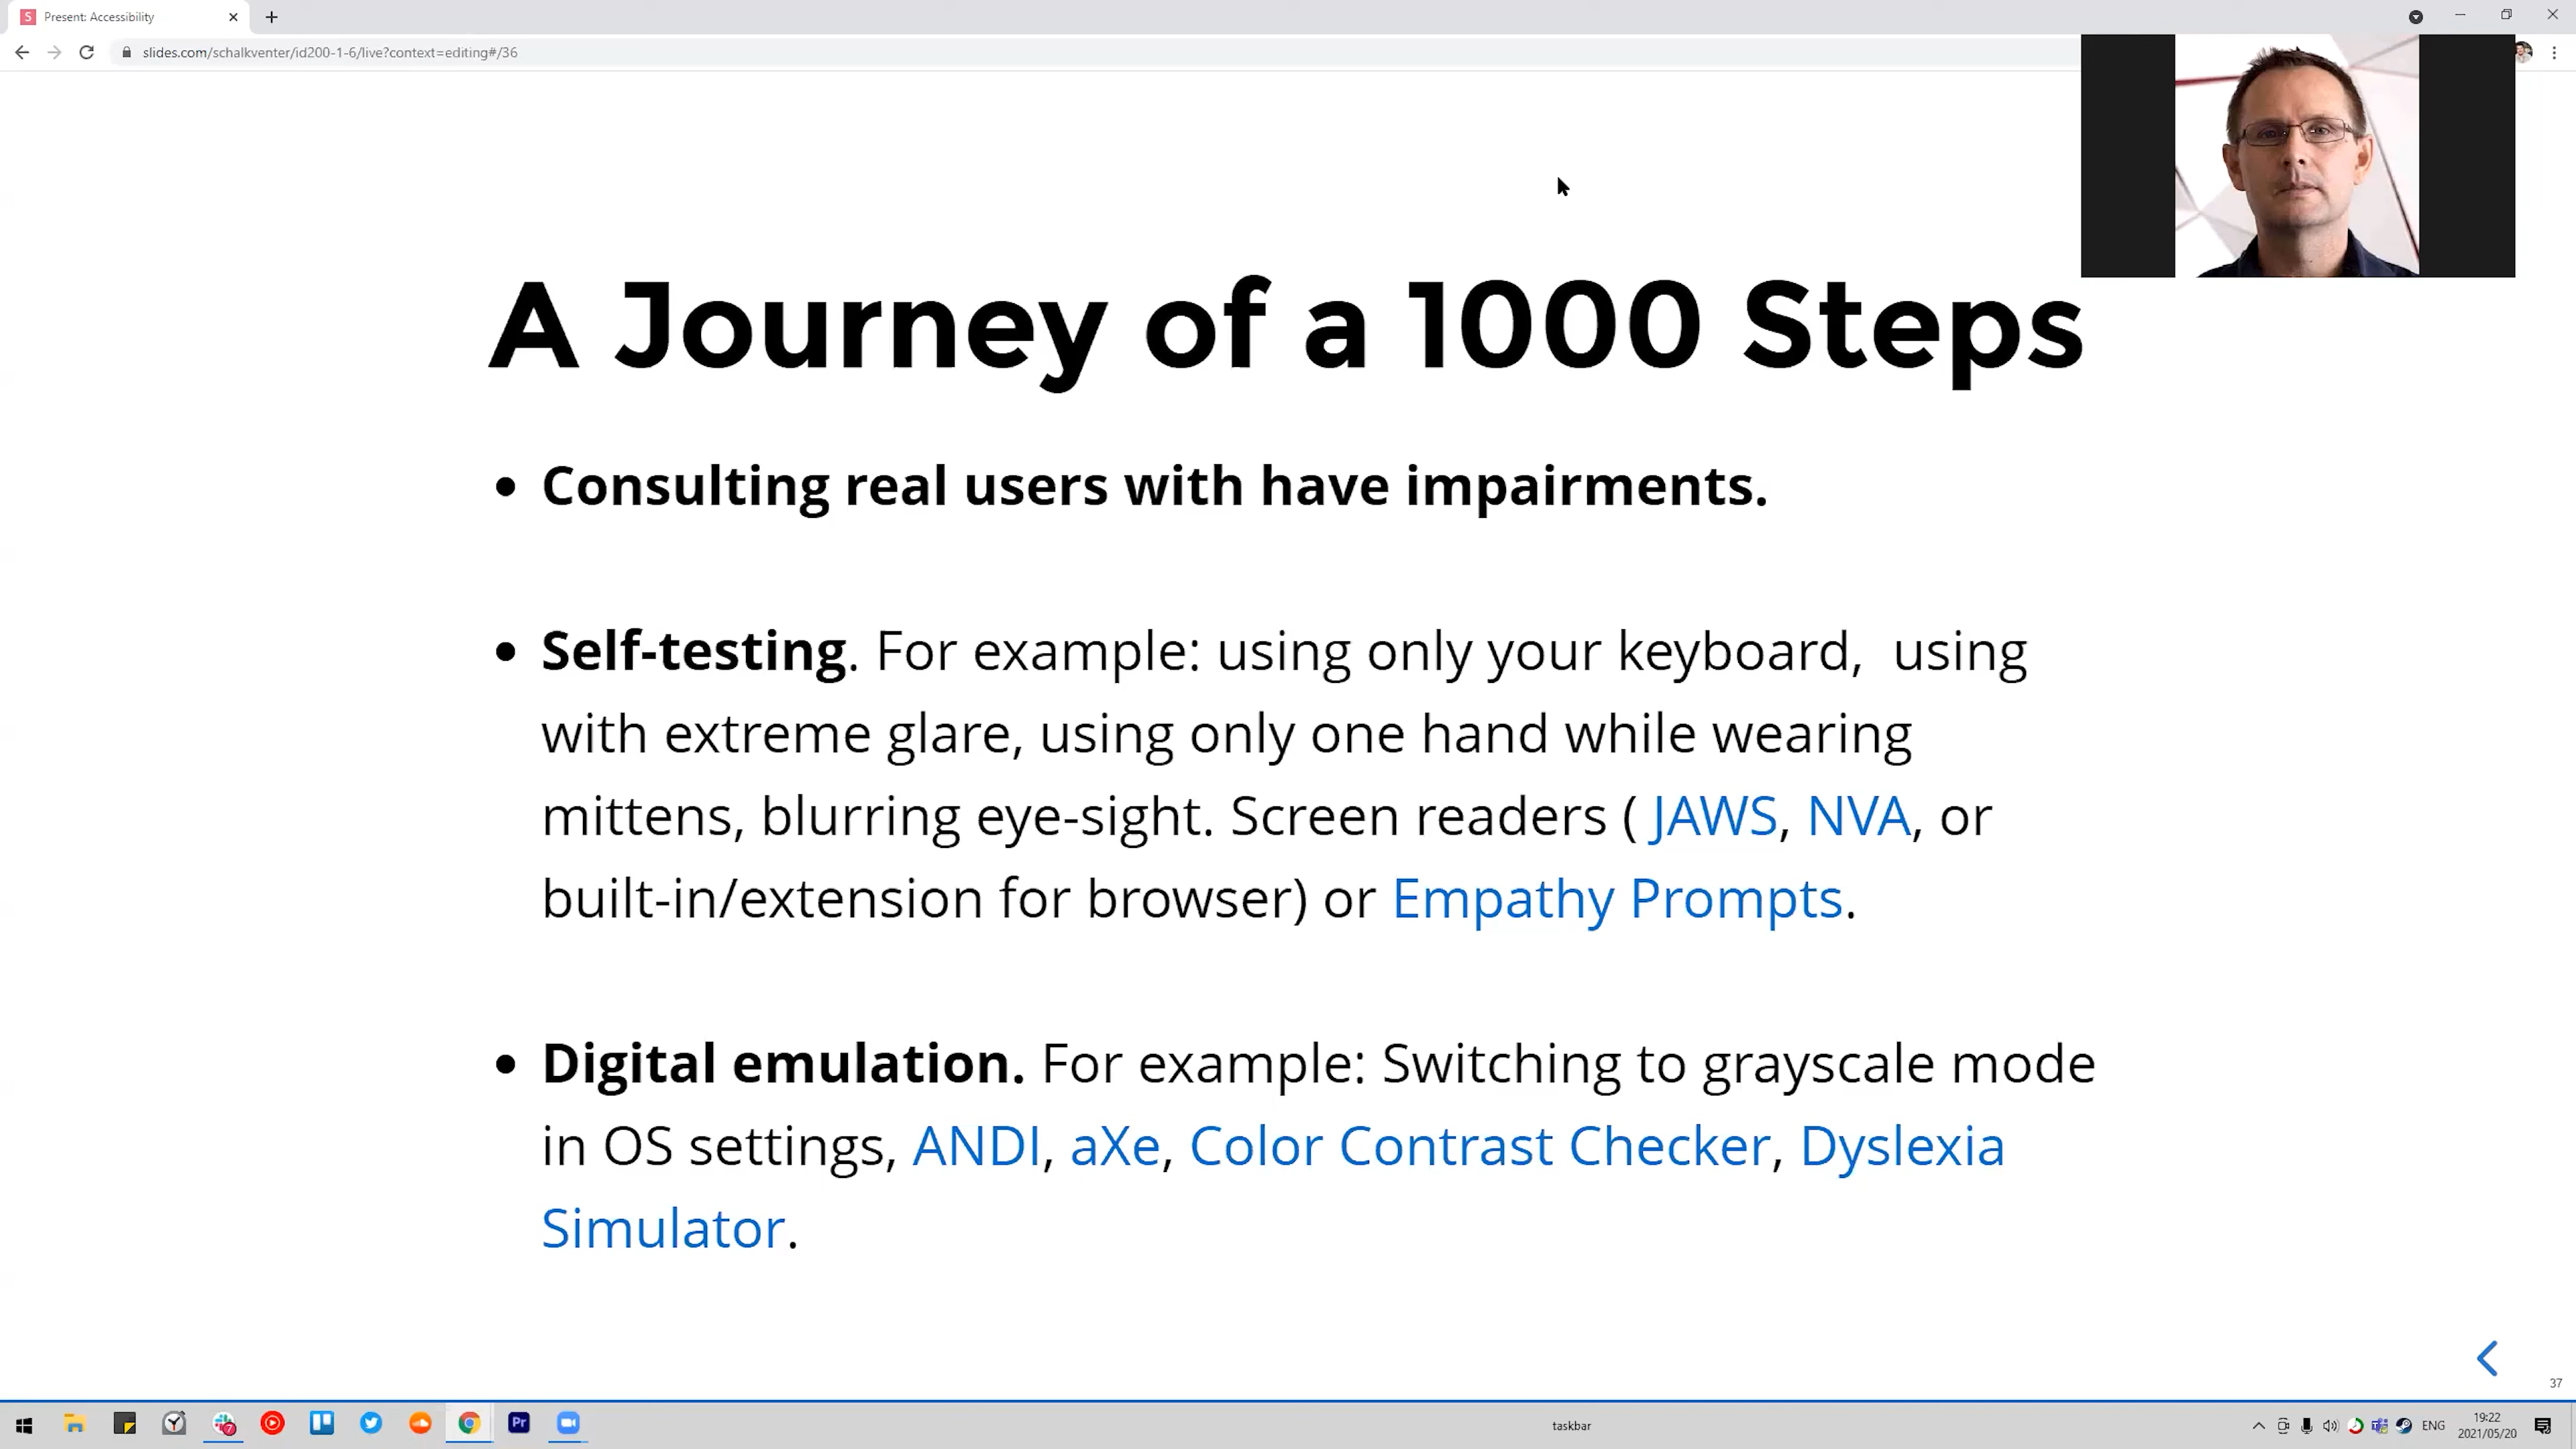 Present: Accessibility
slides.com/schalkventer/id200-1-6/live?context=editing#/36
A Journey of a 1000 Steps
• Consulting real users with have impairments.
• Self-testing. For example: using only your keyboard,  using
with extreme glare, using only one hand while wearing
mittens, blurring eye-sight. Screen readers ( JAWS, NVA, or
built-in/extension for browser) or Empathy Prompts.
• Digital emulation. For example: Switching to grayscale mode
in OS settings, ANDI, aXe, Color Contrast Checker, Dyslexia
Simulator.
37
Pr
taskbar
ENG
19:22
2021/05/20